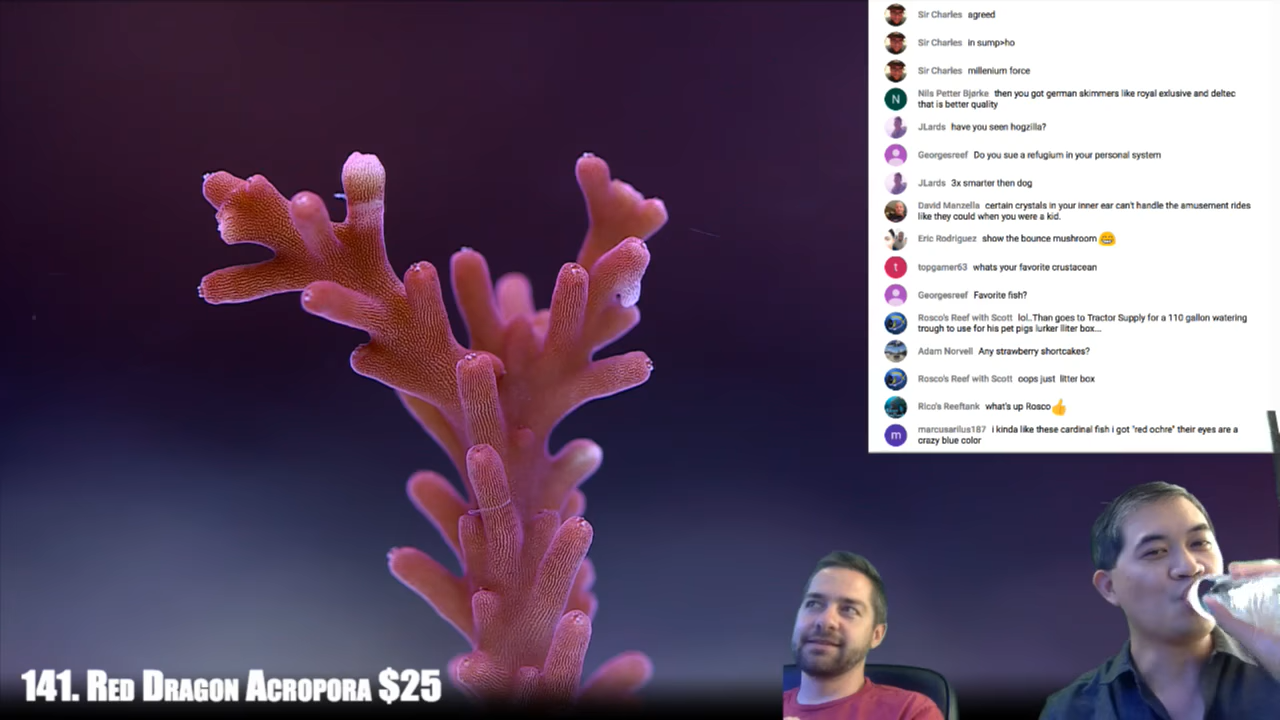 Sir Charles agreed
Sir Charles in sump>ho
Sir Charles millenium force
N
Nils Petter Bjørke then you got german skimmers like royal exlusive and deltec
that is better quality
JLards have you seen hogzilla?
Georgesreef Do you sue a refugium in your personal system
JLards 3x smarter then dog
David Manzella certain crystals in your inner ear can't handle the amusement rides
like they could when you were a kid.
Eric Rodriguez show the bounce mushroom 😁
t
topgamer63 whats your favorite crustacean
Georgesreef Favorite fish?
Rosco's Reef with Scott lol..Than goes to Tractor Supply for a 110 gallon watering
trough to use for his pet pigs lurker lliter box...
Adam Norvell Any strawberry shortcakes?
Rosco's Reef with Scott oops just litter box
Rico's Reeftank what's up Rosco👍
m
marcusarilus187 i kinda like these cardinal fish i got "red ochre" their eyes are a
crazy blue color
141. Red Dragon Acropora $25